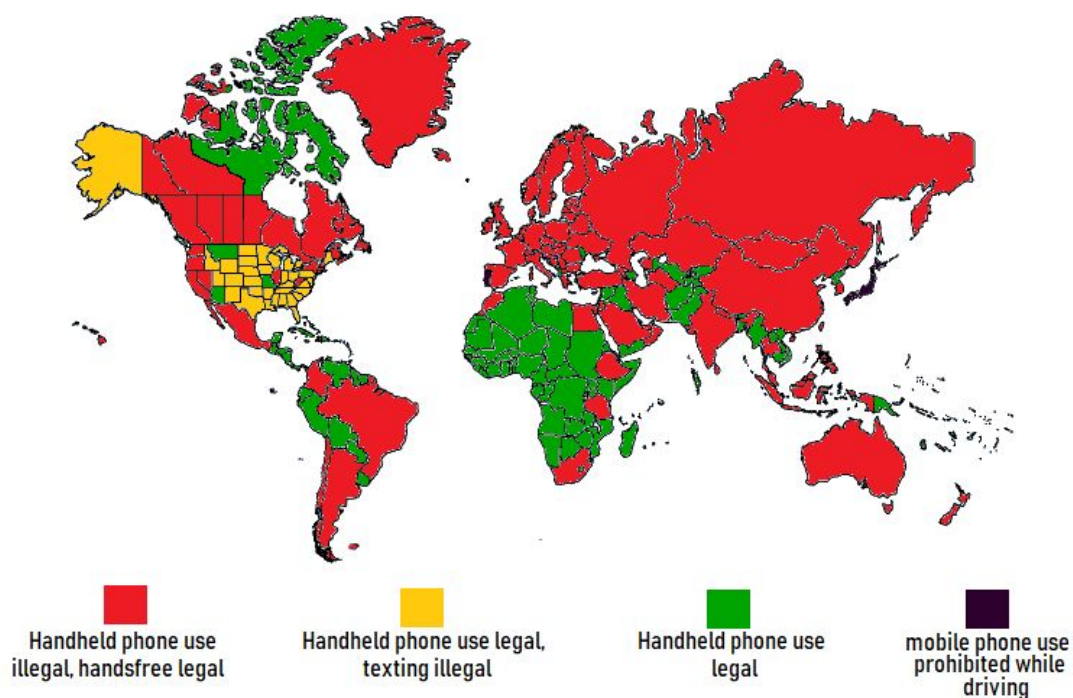 Handheld phone use
illegal, handsfree legal
Handheld phone use legal,
texting illegal
Handheld phone use
legal
mobile phone use
prohibited while
driving